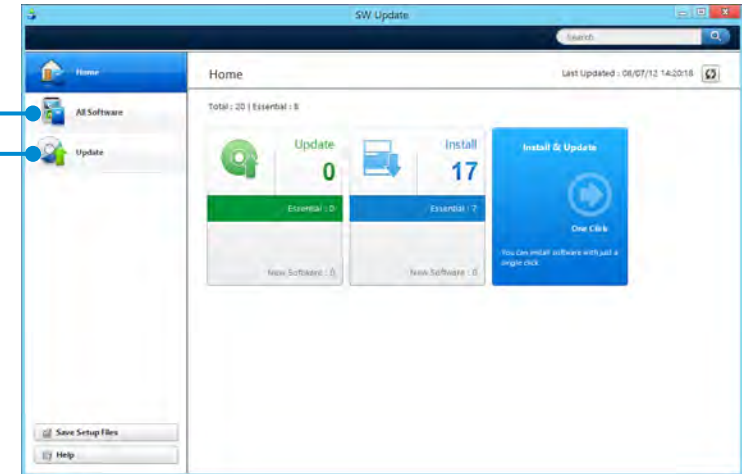 SW Update
Search
Home
All Software
Update
Home
Last Updated : 08/07/12 14:20:18
Total : 20 | Essential : 8
Update
0
Essential : 0
New Software : 0
Install
17
Essential : 7
New Software : 0
Install & Update
One Click
You can install software with just a
single click
Save Setup Files
Help